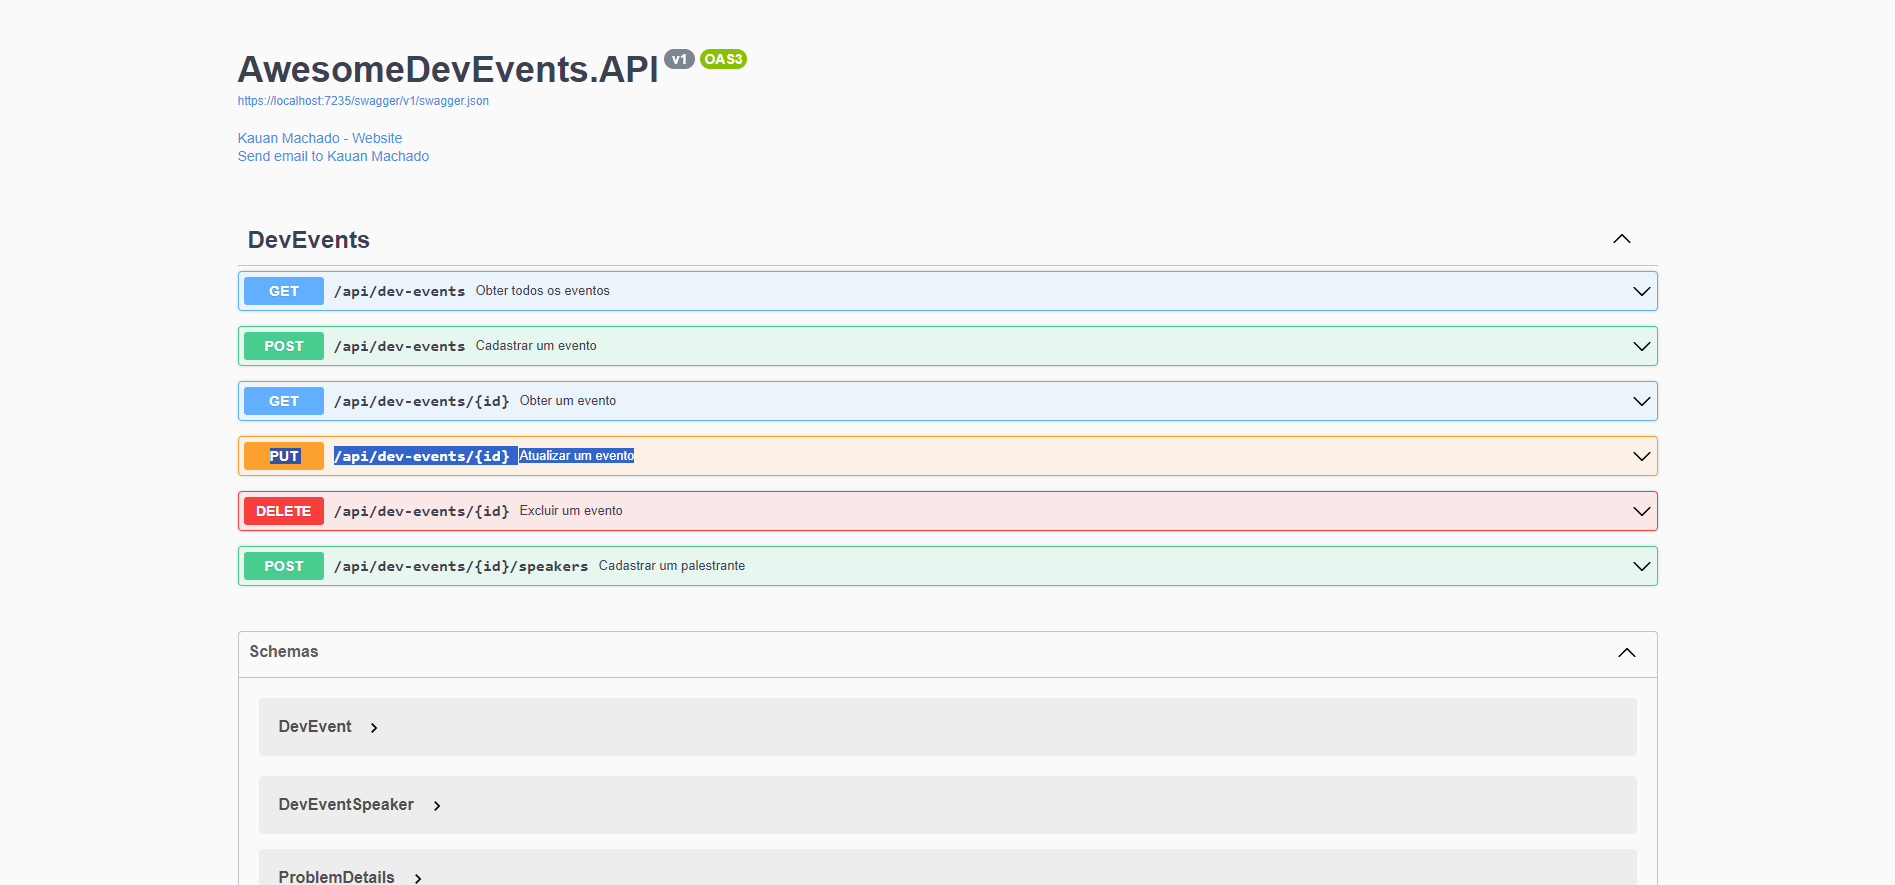 AwesomeDevEvents.API v1 OAS3
https://localhost:7235/swagger/v1/swagger.json
Kauan Machado - Website
Send email to Kauan Machado
DevEvents
GET /api/dev-events Obter todos os eventos
POST /api/dev-events Cadastrar um evento
GET /api/dev-events/{id} Obter um evento
PUT /api/dev-events/{id} Atualizar um evento
DELETE /api/dev-events/{id} Excluir um evento
POST /api/dev-events/{id}/speakers Cadastrar um palestrante
Schemas
DevEvent
DevEventSpeaker
ProblemDetails